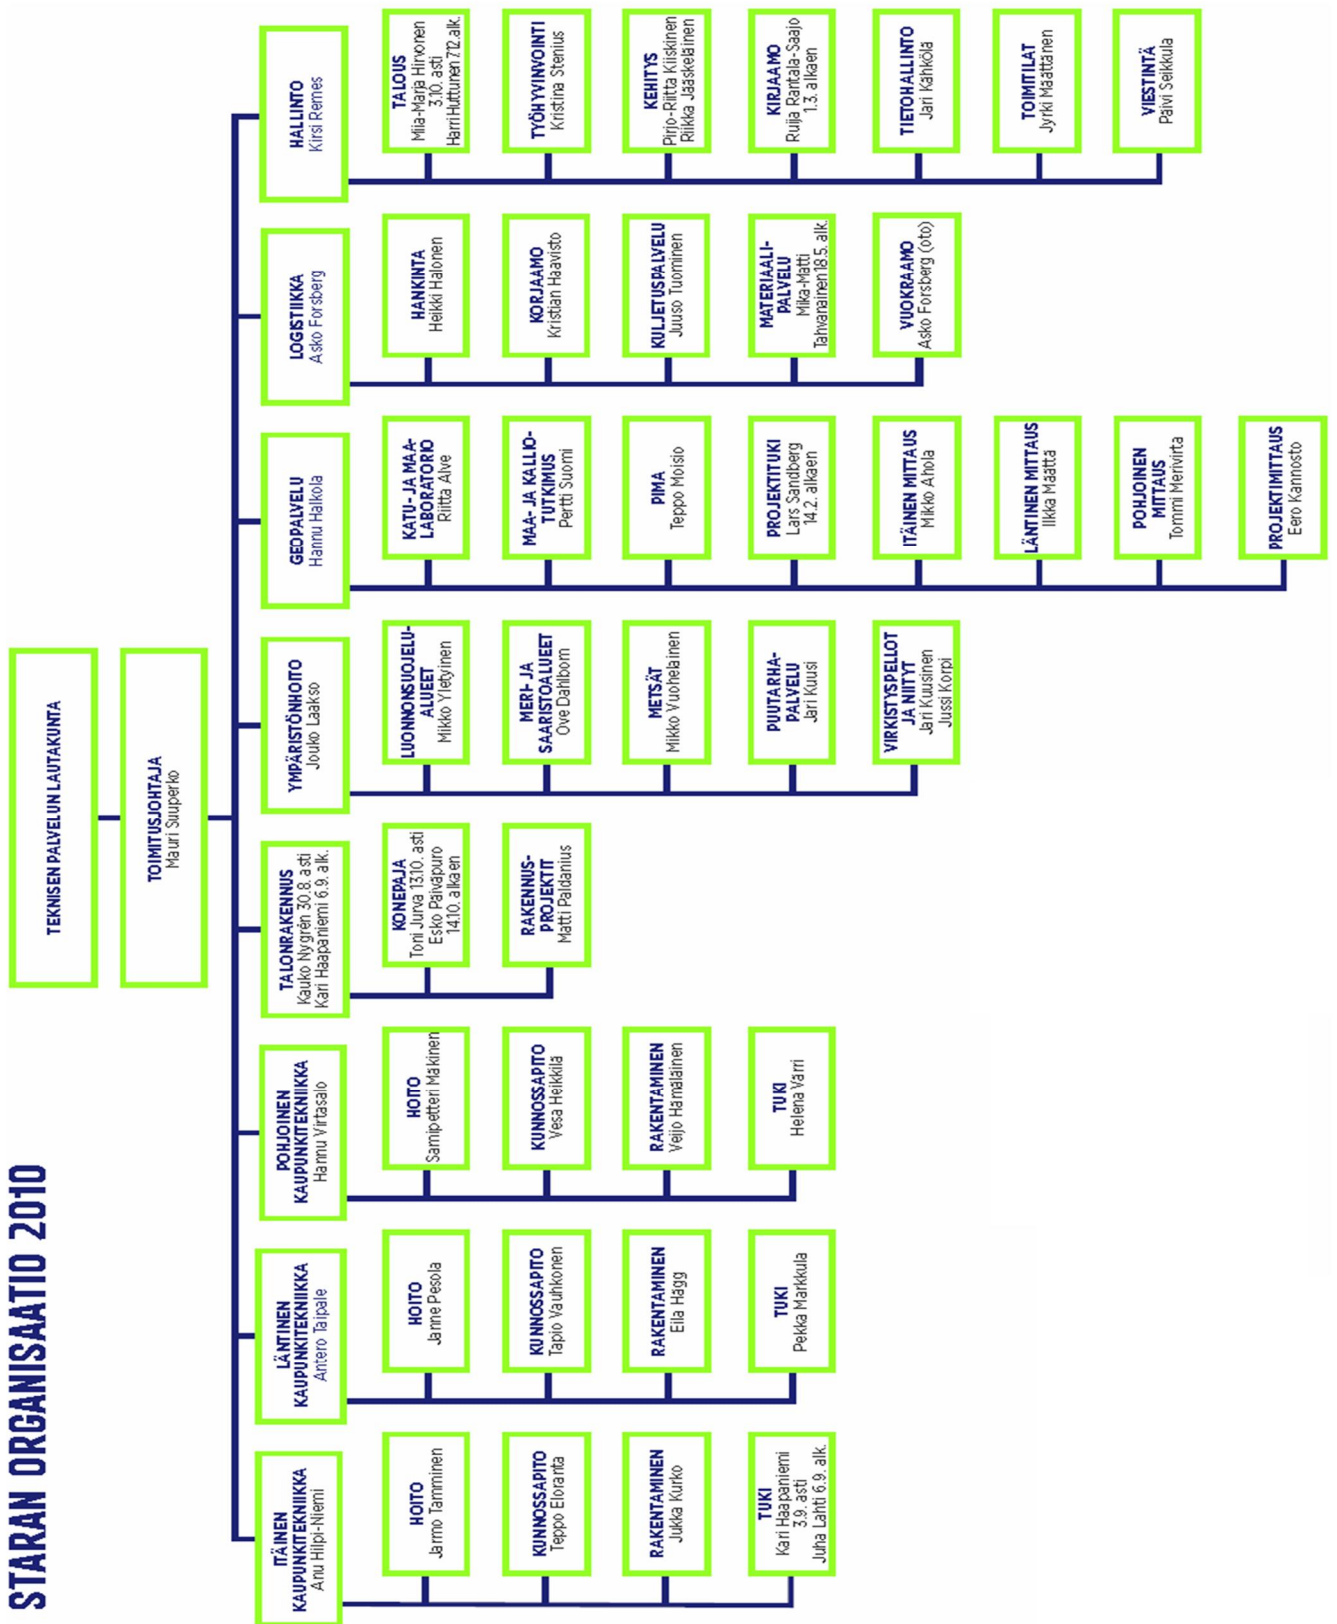 STARAN ORGANISAATIO 2010
TEKNISEN PALVELUN LAUTAKUNTA
TOIMITUSJOHTAJA
Mauri Suuperko
ITÄINEN
KAUPUNKITEKNIIKKA
Anu Hilpi-Niemi
HOITO
Jarmo Tamminen
KUNNOSSAPITO
Teppo Eloranta
RAKENTAMINEN
Jukka Kurko
TUKI
Kari Haapaniemi
3.9. asti
Juha Lahti 6.9. alk.
LÄNTINEN
KAUPUNKITEKNIIKKA
Antero Taipale
HOITO
Janne Pesola
KUNNOSSAPITO
Tapio Vauhkonen
RAKENTAMINEN
Eila Hägg
TUKI
Pekka Markkula
POHJOINEN
KAUPUNKITEKNIIKKA
Hannu Virtasalo
HOITO
Samipetteri Mäkinen
KUNNOSSAPITO
Vesa Heikkilä
RAKENTAMINEN
Veijo Hämäläinen
TUKI
Helena Värri
TALONRAKENNUS
Kauko Nygrén 30.8. asti
Kari Haapaniemi 6.9. alk.
KONEPAJA
Toni Jurva 13.10. asti
Esko Päiväpuro
14.10. alkaen
RAKENNUS-
PROJEKTIT
Matti Paldanius
YMPÄRISTÖNHOITO
Jouko Laakso
LUONNONSUOJELU-
ALUEET
Mikko Yletyinen
MERI- JA
SAARISTOALUEET
Ove Dahlbom
METSÄT
Mikko Vuohelainen
PUUTARHA-
PALVELU
Jari Kuusi
VIRKISTYSPELLOT
JA NIITYT
Jari Kuusinen
Jussi Korpi
GEOPALVELU
Hannu Halkola
KATU- JA MAA-
LABORATORIO
Riitta Alve
MAA- JA KALLIO-
TUTKIMUS
Pertti Suomi
PIMA
Teppo Moisio
PROJEKTITUKI
Lars Sandberg
14.2. alkaen
ITÄINEN MITTAUS
Mikko Ahola
LÄNTINEN MITTAUS
Ilkka Määttä
POHJOINEN
MITTAUS
Tommi Merivirta
PROJEKTIMITTAUS
Eero Kannosto
LOGISTIIKKA
Asko Forsberg
HANKINTA
Heikki Halonen
KORJAAMO
Kristian Haavisto
KULJETUSPALVELU
Juuso Tuominen
MATERIAALI-
PALVELU
Mika-Matti
Tahvanainen 18.5. alk.
VUOKRAAMO
Asko Forsberg (oto)
HALLINTO
Kirsi Remes
TALOUS
Miia-Marja Hirvonen
3.10. asti
Harri Huttunen 7.12. alk.
TYÖHYVINVOINTI
Kristina Stenius
KEHITYS
Pirjo-Riitta Kiiskinen
Riikka Jääskeläinen
KIRJAAMO
Ruija Rantala-Saajo
1.3. alkaen
TIETOHALLINTO
Jari Kähkölä
TOIMITILAT
Jyrki Määttänen
VIESTINTÄ
Päivi Seikkula